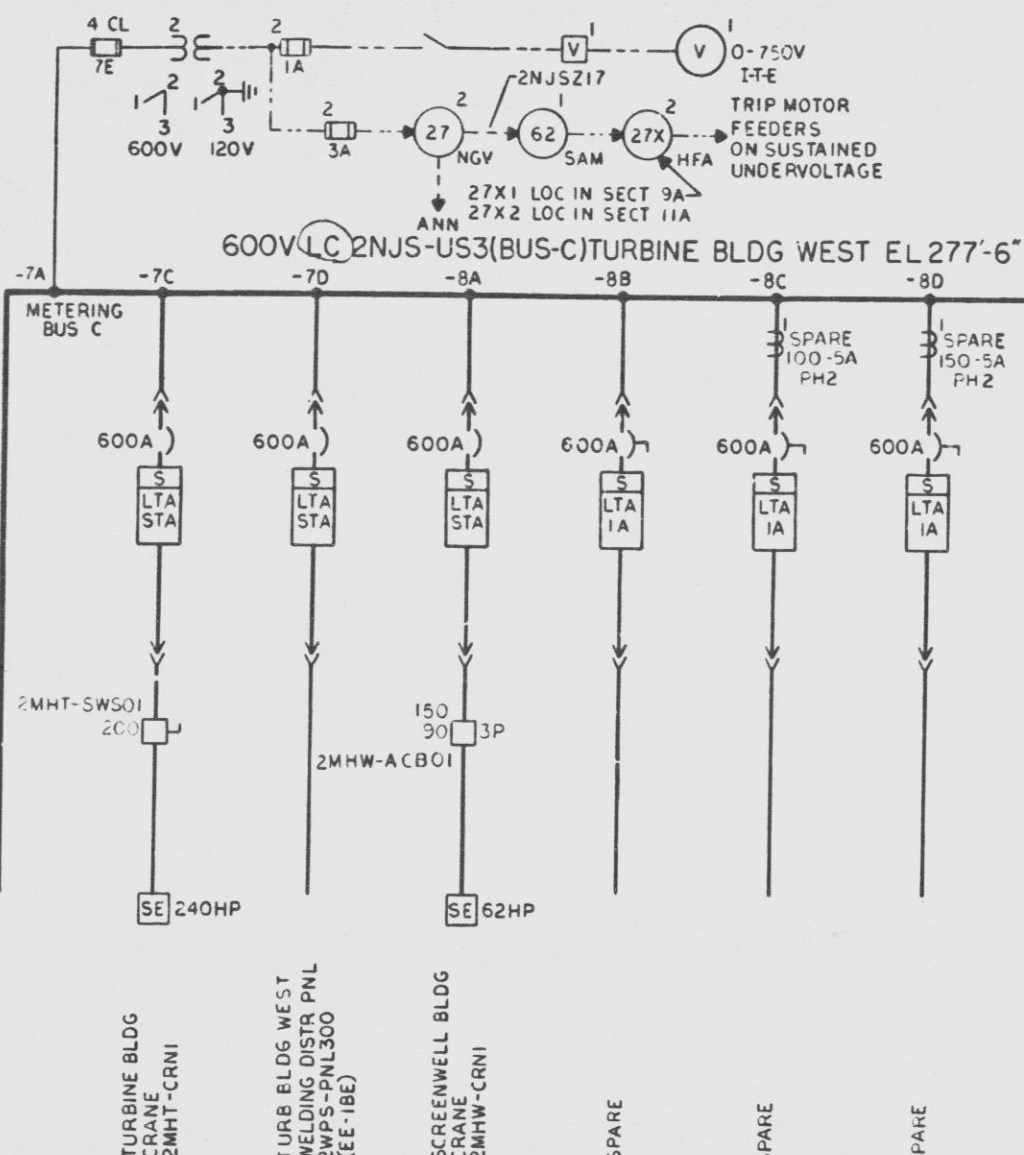 4 CL
7E
2
2
1A
1
V
1
V
0-750V
I-T-E
1
2
3
600V
1
2
3
120V
2
3A
2
27
NGV
2NJSZ17
1
62
SAM
2
27X
HFA
TRIP MOTOR
FEEDERS
ON SUSTAINED
UNDERVOLTAGE
ANN
27X1 LOC IN SECT 9A
27X2 LOC IN SECT 11A
600V LC 2NJS-US3(BUS-C)TURBINE BLDG WEST EL 277'-6"
-7A
-7C
-7D
-8A
-8B
-8C
-8D
METERING
BUS C
1
SPARE
100-5A
PH2
1
SPARE
150-5A
PH2
600A
600A
600A
600A
600A
600A
S
LTA
STA
S
LTA
STA
S
LTA
STA
S
LTA
IA
S
LTA
IA
S
LTA
IA
2MHT-SWS01
200
150
90
3P
2MHW-ACB01
SE
240HP
SE
62HP
TURBINE BLDG
CRANE
2MHT-CRN1
TURB BLDG WEST
WELDING DISTR PNL
2WPS-PNL300
(EE-1BE)
SCREENWELL BLDG
CRANE
2MHW-CRN1
SPARE
SPARE
SPARE